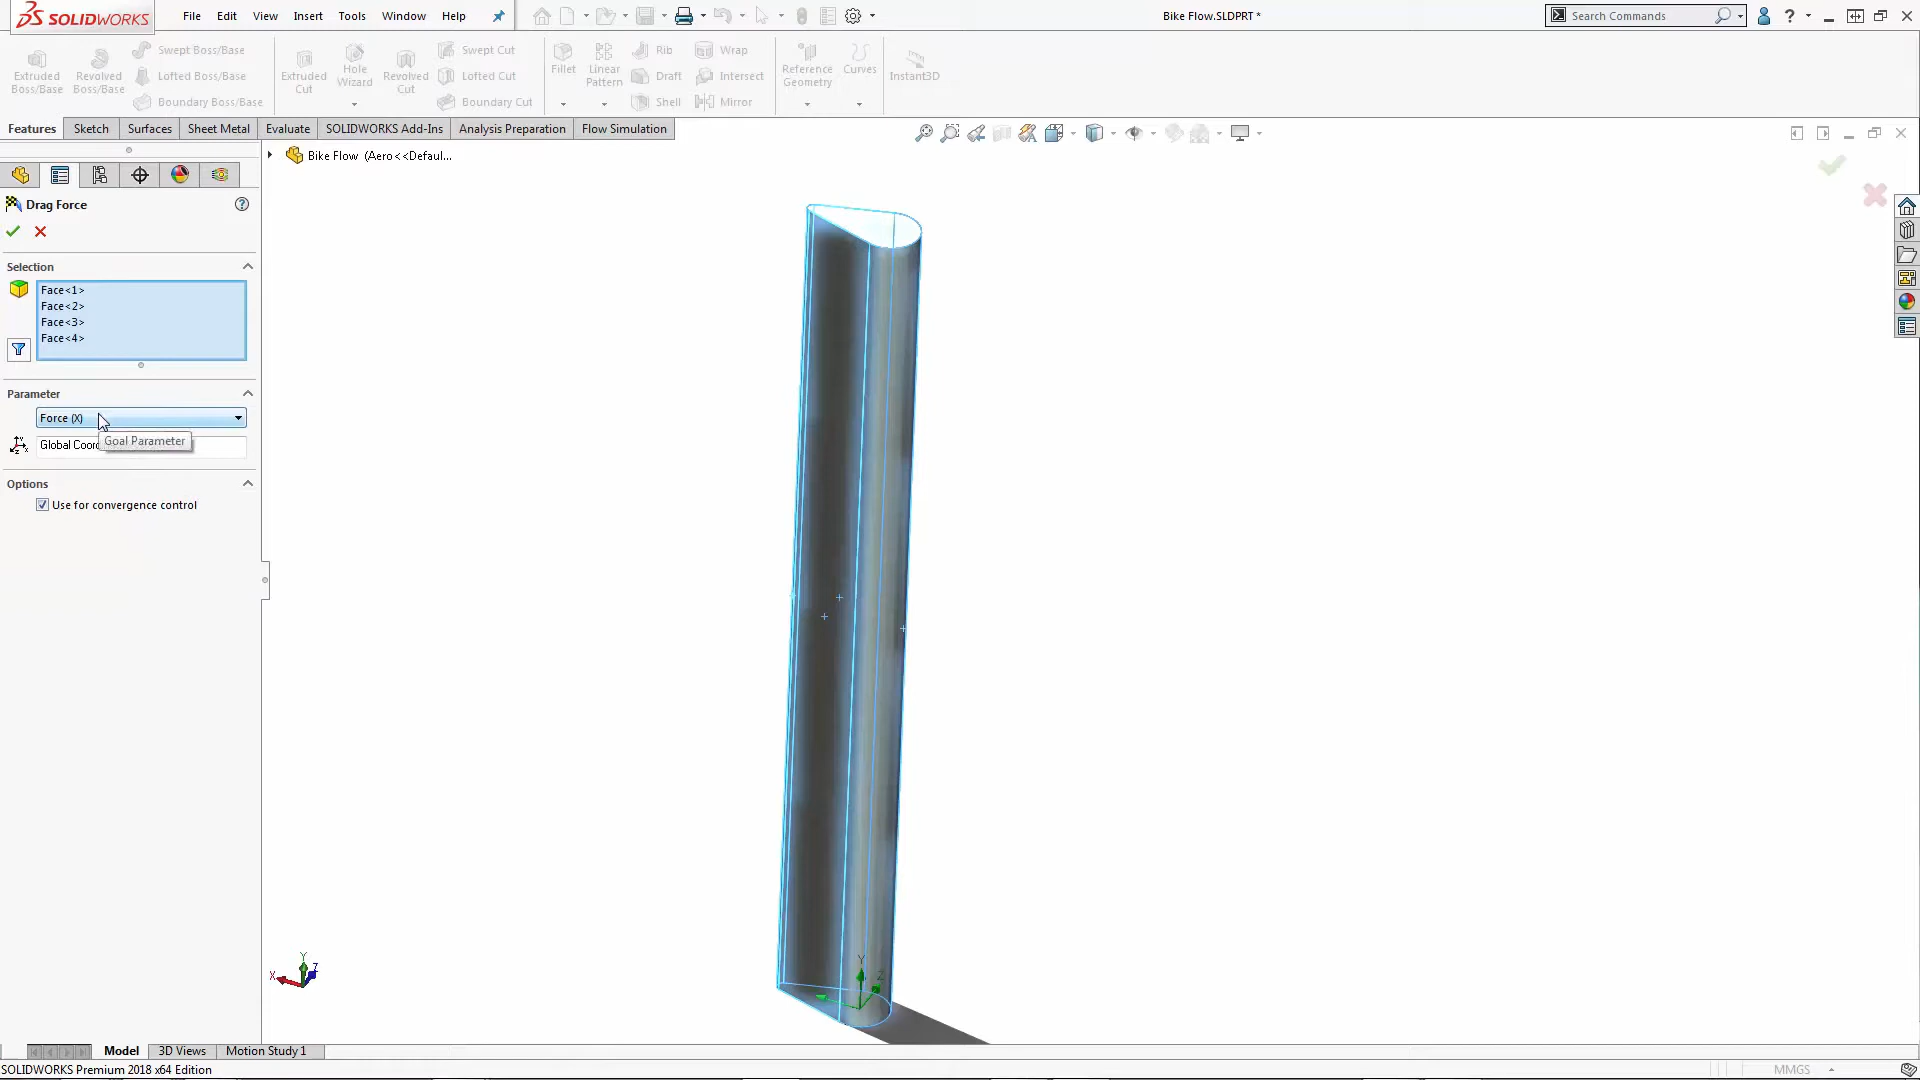 SOLIDWORKS
File Edit View Insert Tools Window Help
Bike Flow.SLDPRT *
Search Commands
Extruded Boss/Base
Revolved Boss/Base
Swept Boss/Base
Lofted Boss/Base
Boundary Boss/Base
Extruded Cut
Hole Wizard
Revolved Cut
Swept Cut
Lofted Cut
Boundary Cut
Fillet
Linear Pattern
Rib
Draft
Shell
Wrap
Intersect
Mirror
Reference Geometry
Curves
Instant3D
Features Sketch Surfaces Sheet Metal Evaluate SOLIDWORKS Add-Ins Analysis Preparation Flow Simulation
Bike Flow (Aero<<Defaul...
Drag Force
Selection
Face<1>
Face<2>
Face<3>
Face<4>
Parameter
Force (X)
Global Coor
Goal Parameter
Options
Use for convergence control
Y
Z
X
Y
Z
Model 3D Views Motion Study 1
SOLIDWORKS Premium 2018 x64 Edition
MMGS